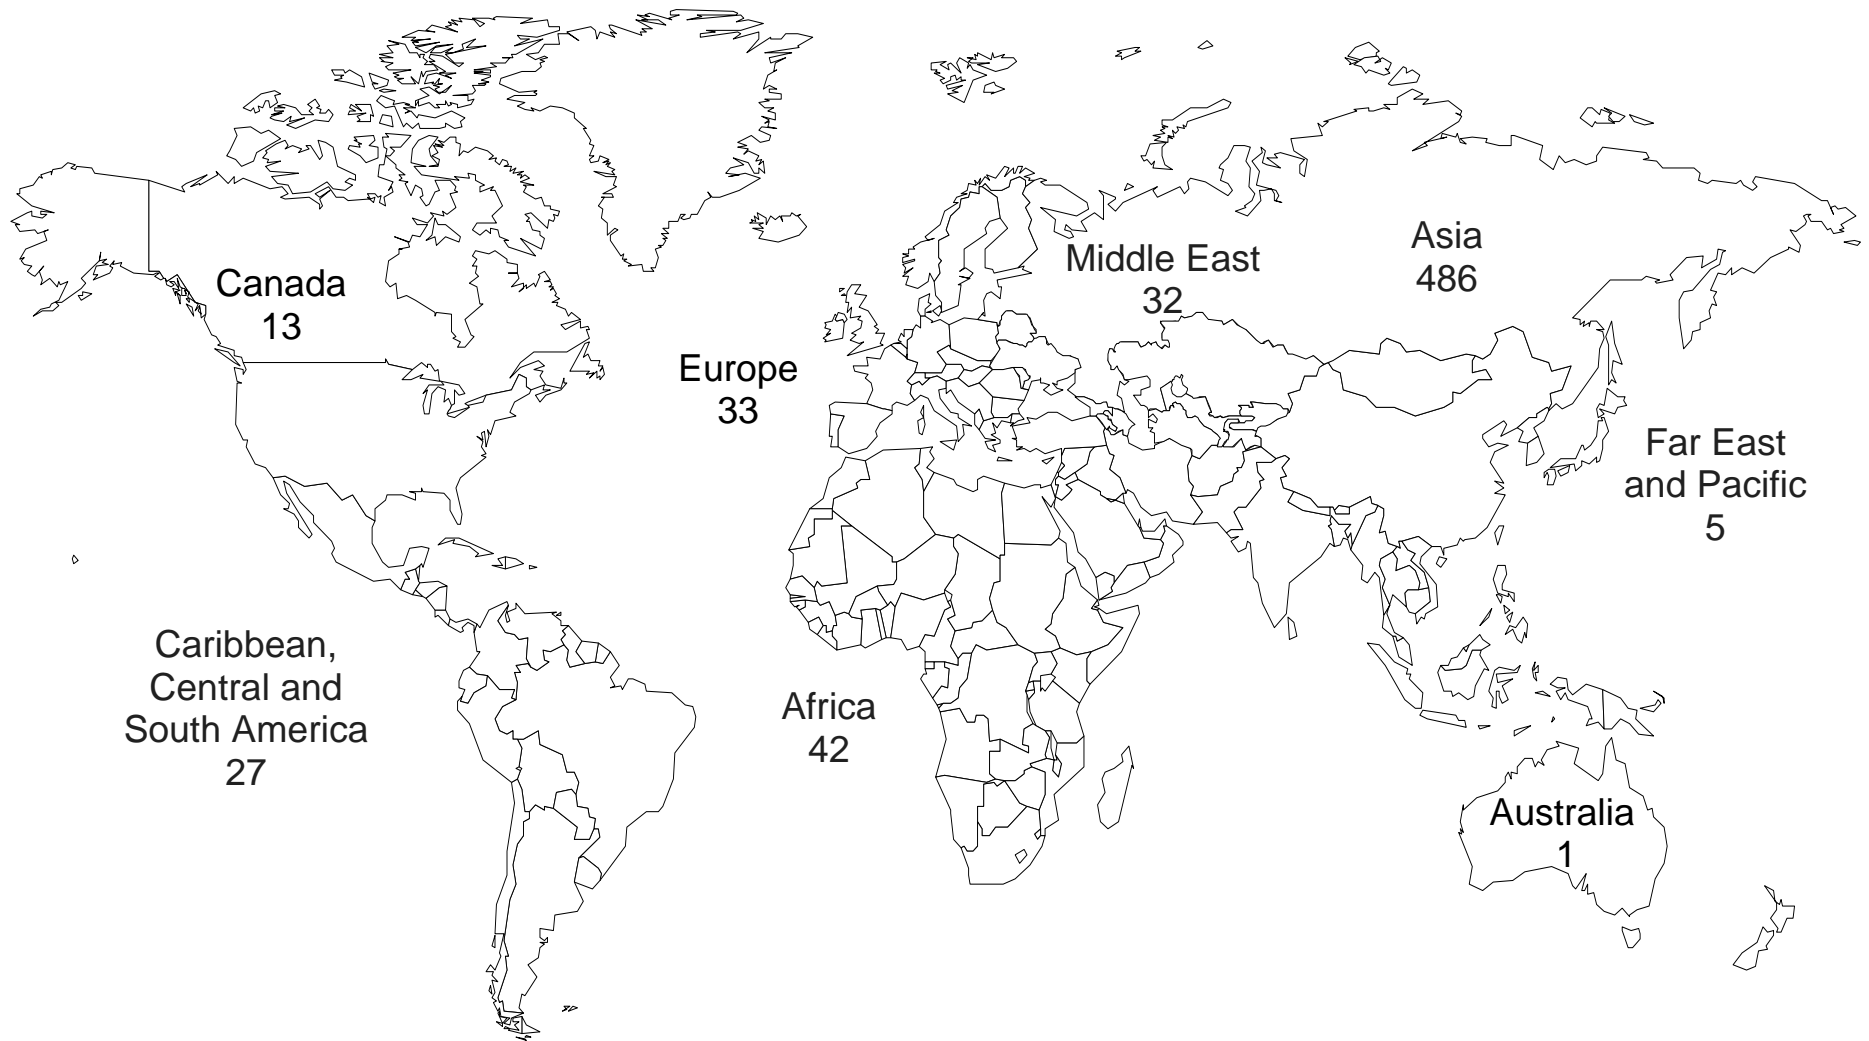 Canada
13
Europe
33
Middle East
32
Asia
486
Far East
and Pacific
5
Caribbean,
Central and
South America
27
Africa
42
Australia
1